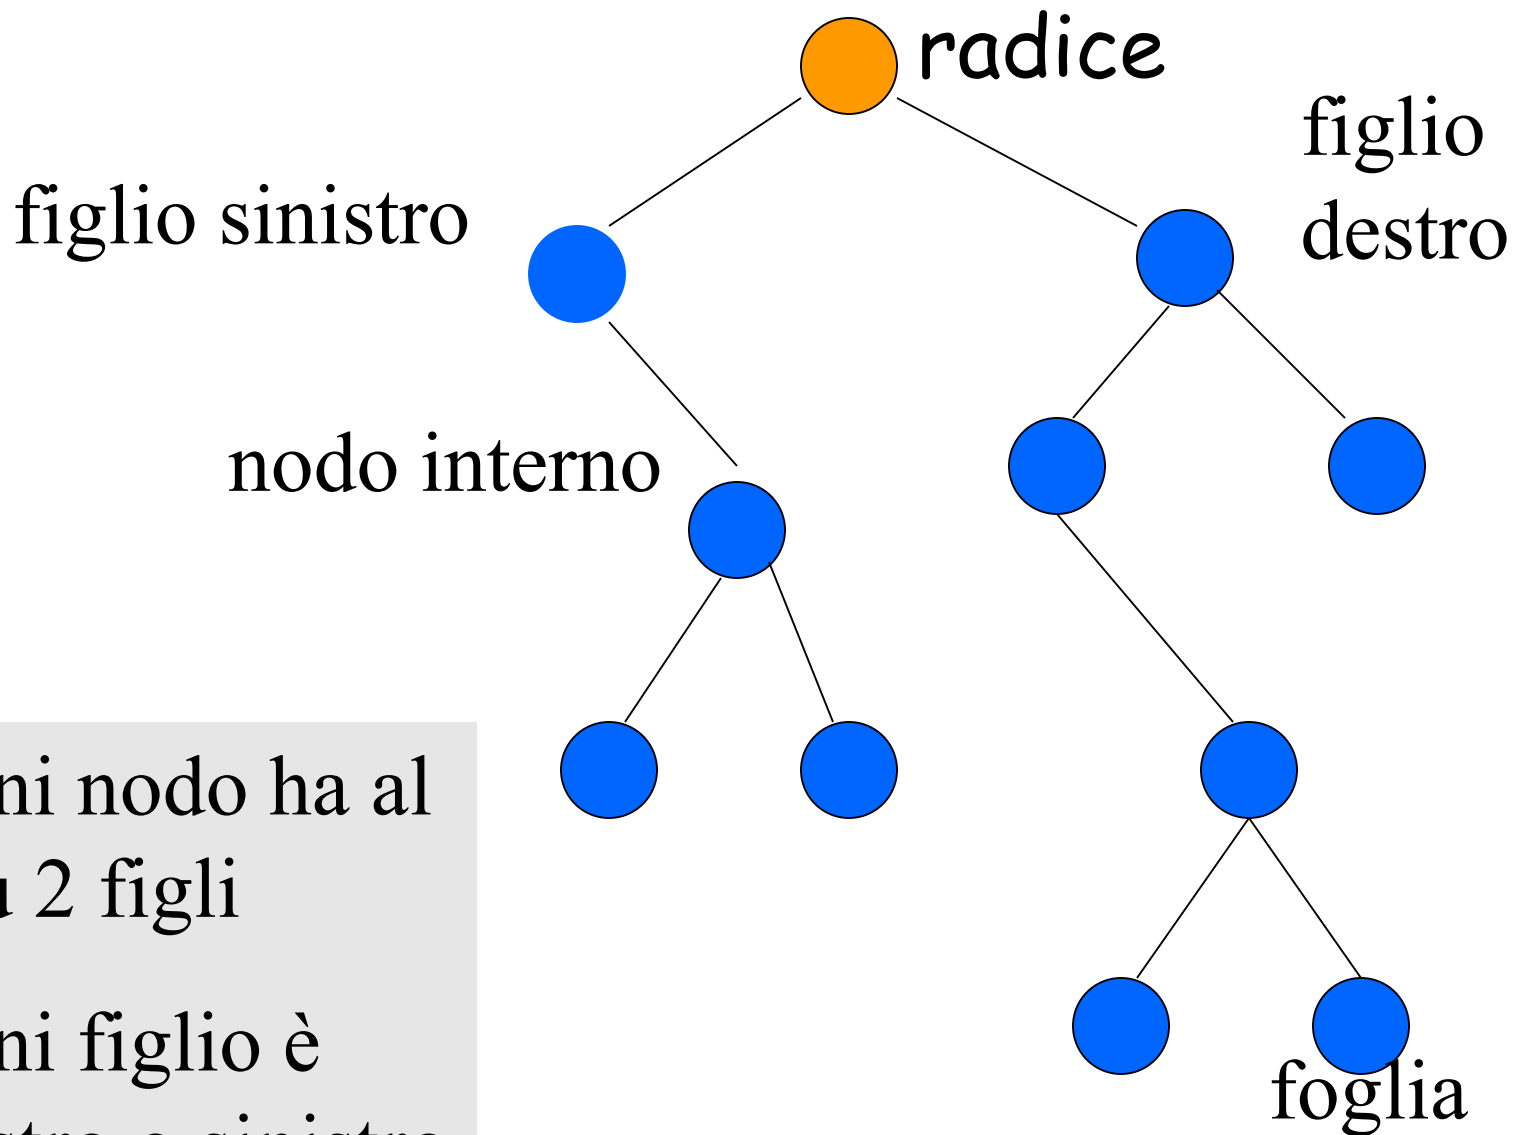 radice
figlio
destro
figlio sinistro
nodo interno
ni nodo ha al
2 figli
ni figlio è
foglia